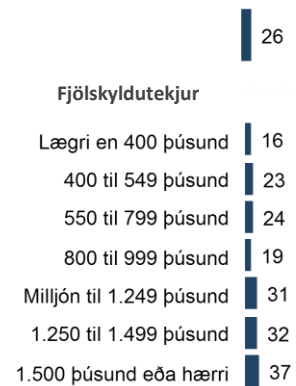 26
Fjölskyldutekjur
Lægri en 400 þúsund 16
400 til 549 þúsund 23
550 til 799 þúsund 24
800 til 999 þúsund 19
Milljón til 1.249 þúsund 31
1.250 til 1.499 þúsund 32
1.500 þúsund eða hærri 37